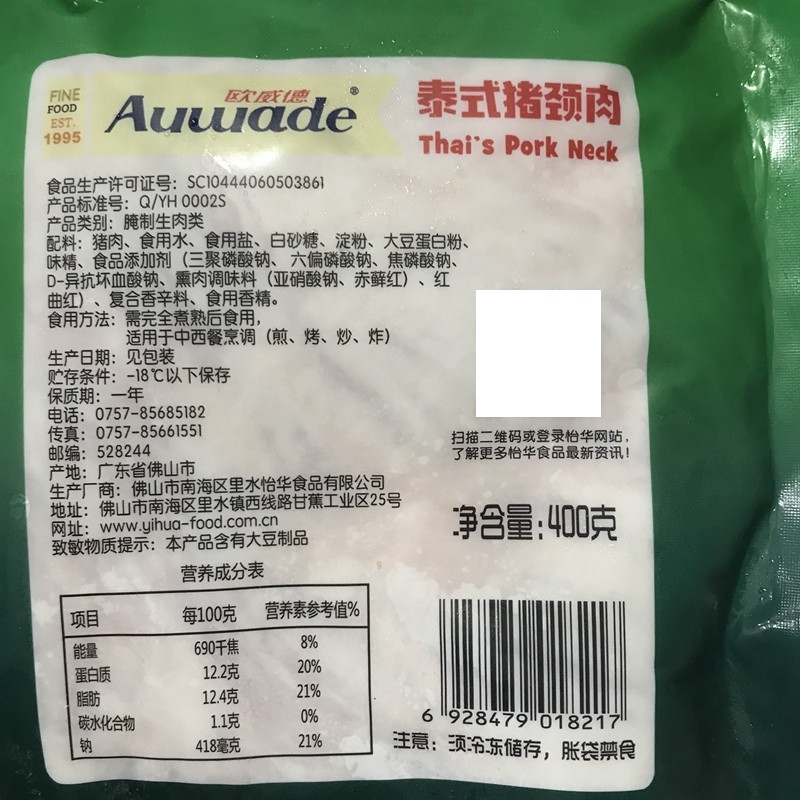 FINE
FOOD
EST.
1995
欧威德®
Auwade
泰式猪颈肉
Thai's Pork Neck
食品生产许可证号：SC10444060503861
产品标准号：Q/YH 0002S
产品类别：腌制生肉类
配料：猪肉、食用水、食用盐、白砂糖、淀粉、大豆蛋白粉、
味精、食品添加剂（三聚磷酸钠、六偏磷酸钠、焦磷酸钠、
D-异抗坏血酸钠、熏肉调味料（亚硝酸钠、赤藓红）、红
曲红）、复合香辛料、食用香精。
食用方法：需完全煮熟后食用，
适用于中西餐烹调（煎、烤、炒、炸）
生产日期：见包装
贮存条件：-18℃以下保存
保质期：一年
电话：0757-85685182
传真：0757-85661551
邮编：528244
产地：广东省佛山市
生产厂商：佛山市南海区里水怡华食品有限公司
地址：佛山市南海区里水镇西线路甘蕉工业区25号
网址：www.yihua-food.com.cn
致敏物质提示：本产品含有大豆制品
扫描二维码或登录怡华网站，
了解更多怡华食品最新资讯！
净含量：400克
营养成分表
项目 每100克 营养素参考值%
能量 690千焦 8%
蛋白质 12.2克 20%
脂肪 12.4克 21%
碳水化合物 1.1克 0%
钠 418毫克 21%
6 928479 018217
注意：须冷冻储存，胀袋禁食